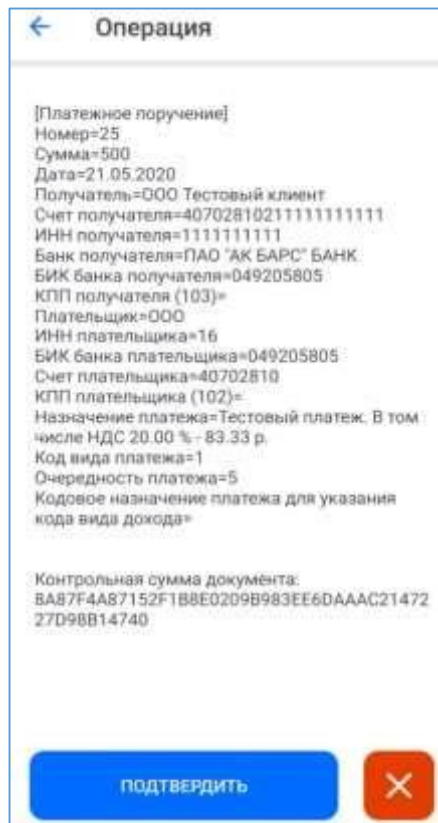 Операция
[Платежное поручение]
Номер=25
Сумма=500
Дата=21.05.2020
Получатель=ООО Тестовый клиент
Счет получателя=40702810211111111111
ИНН получателя=1111111111
Банк получателя=ПАО "АК БАРС" БАНК
БИК банка получателя=049205805
КПП получателя (103)=
Плательщик=ООО
ИНН плательщика=16
БИК банка плательщика=049205805
Счет плательщика=40702810
КПП плательщика (102)=
Назначение платежа=Тестовый платеж. В том
числе НДС 20.00 % - 83.33 р.
Код вида платежа=1
Очередность платежа=5
Кодовое назначение платежа для указания
кода вида дохода=
Контрольная сумма документа:
8A87F4A87152F1B8E0209B983EE6DAAAC21472
27D98B14740
ПОДТВЕРДИТЬ